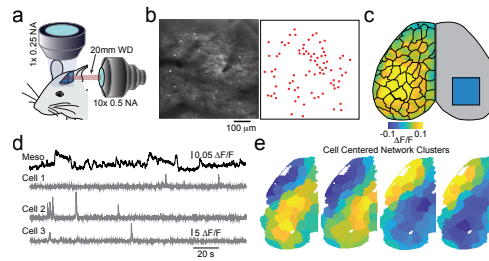 a
1x 0.25 NA
20mm WD
10x 0.5 NA
b
100 μm
c
-0.1 0.1
ΔF/F
d
Meso
0.05 ΔF/F
Cell 1
Cell 2
Cell 3
5 ΔF/F
20 s
e
Cell Centered Network Clusters